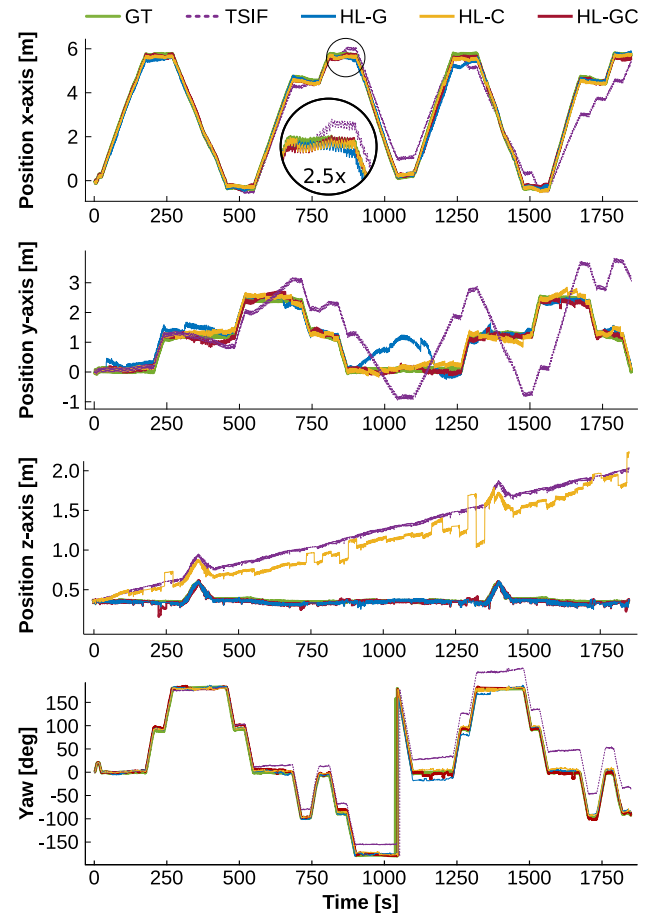 GT TSIF HL-G HL-C HL-GC
Position x-axis [m]
6
4
2
0
2.5x
0 250 500 750 1000 1250 1500 1750
Position y-axis [m]
3
2
1
0
-1
0 250 500 750 1000 1250 1500 1750
Position z-axis [m]
2.0
1.5
1.0
0.5
0 250 500 750 1000 1250 1500 1750
Yaw [deg]
150
100
50
0
-50
-100
-150
0 250 500 750 1000 1250 1500 1750
Time [s]